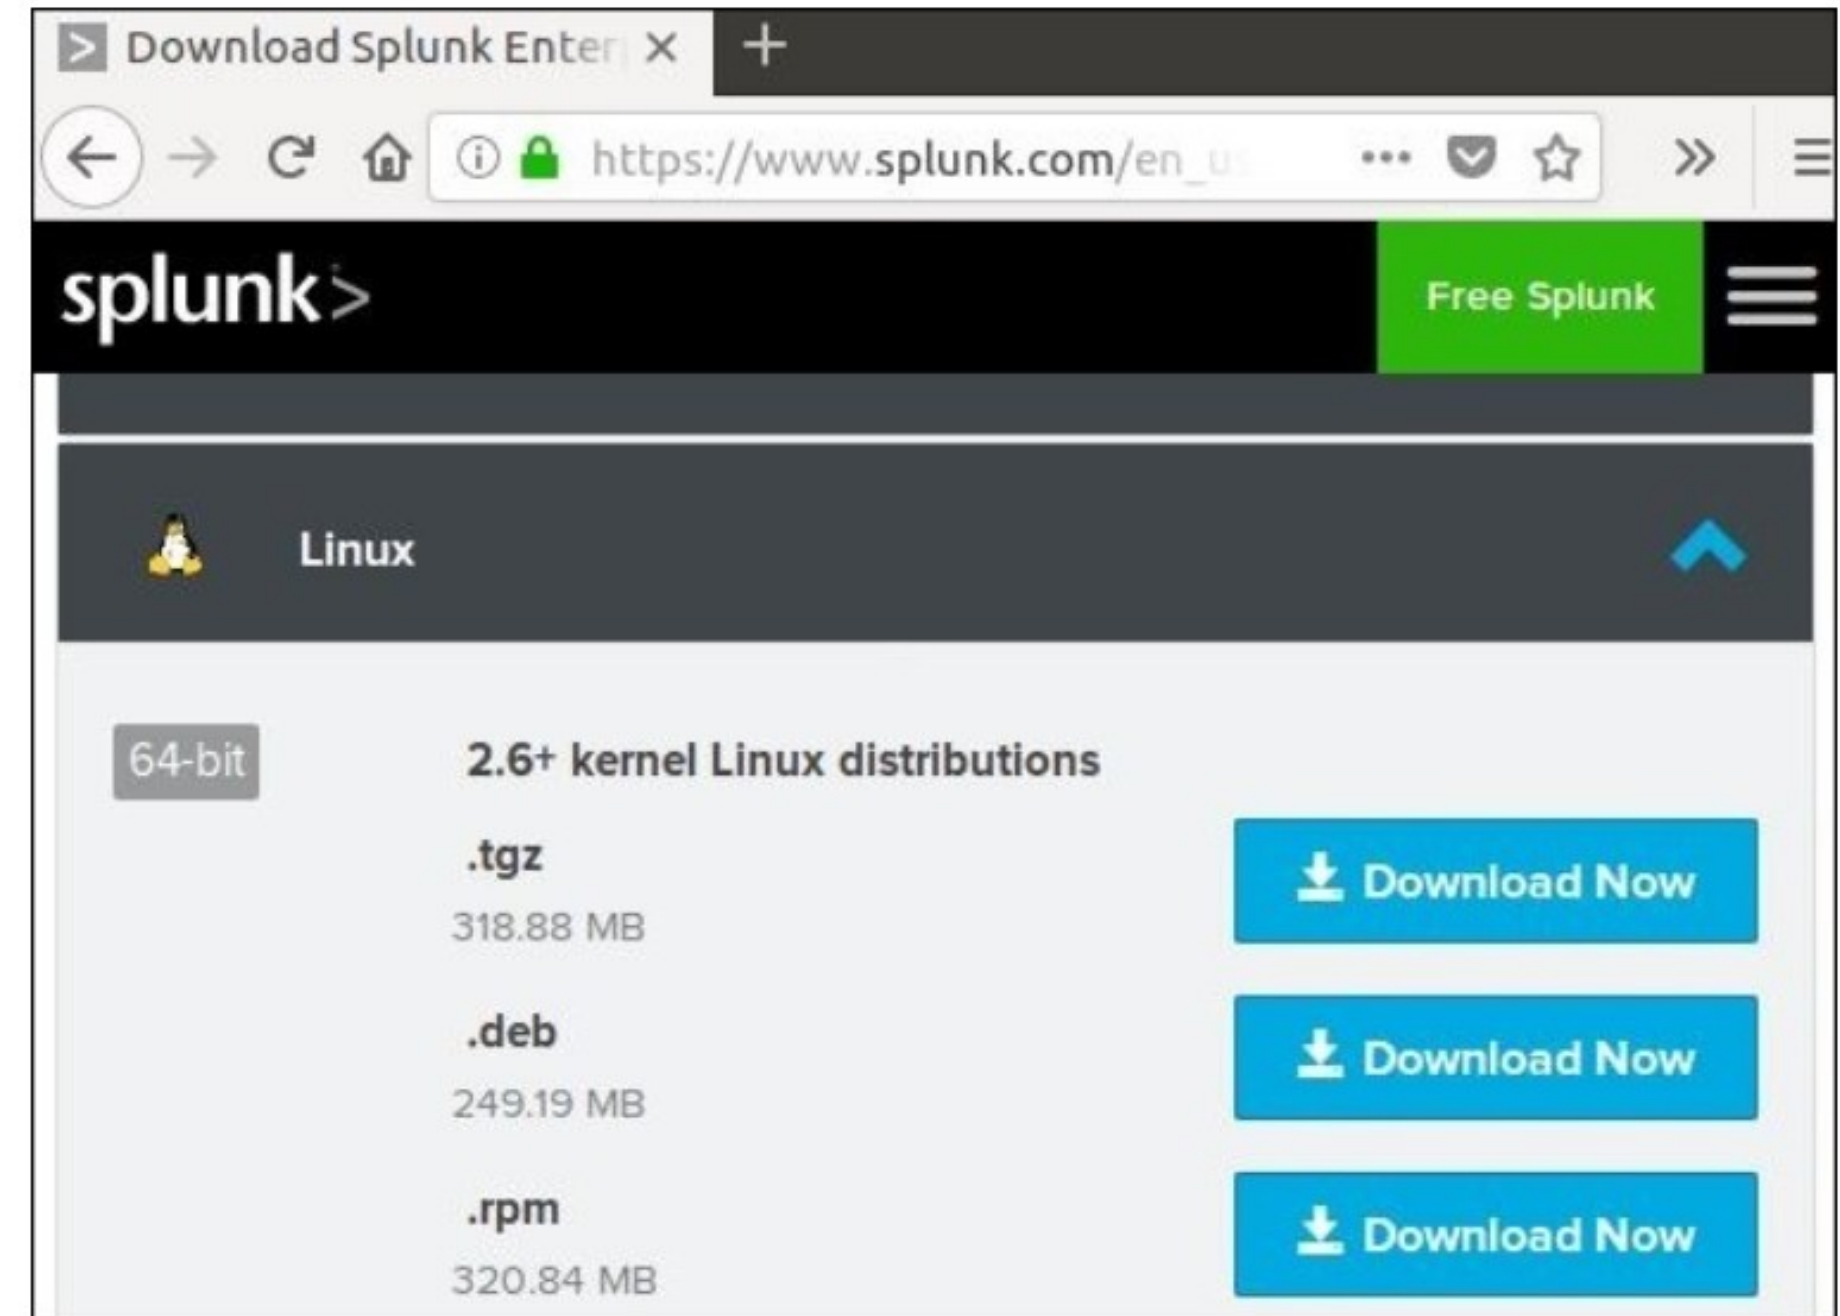 Download Splunk Enter
https://www.splunk.com/en_us
splunk>
Free Splunk
Linux
64-bit
2.6+ kernel Linux distributions
.tgz
Download Now
318.88 MB
.deb
Download Now
249.19 MB
.rpm
Download Now
320.84 MB